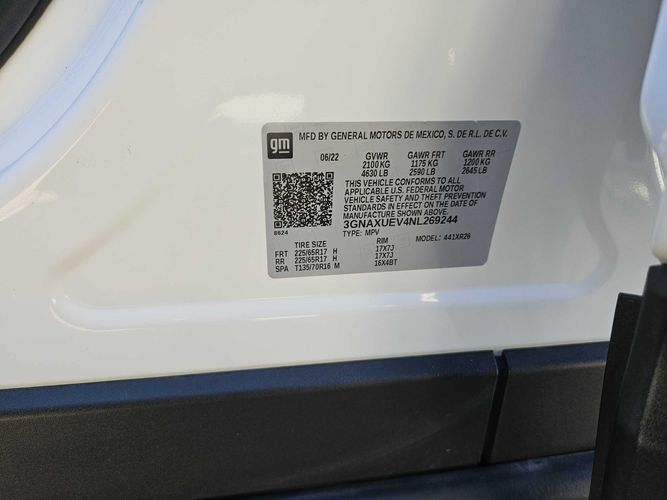 gm
MFD BY GENERAL MOTORS DE MEXICO, S. DE R.L. DE C.V.
06/22 GVWR GAWR FRT GAWR RR
2100 KG 1175 KG 1200 KG
4630 LB 2590 LB 2645 LB
THIS VEHICLE CONFORMS TO ALL
APPLICABLE U.S. FEDERAL MOTOR
VEHICLE SAFETY AND THEFT PREVENTION
STANDARDS IN EFFECT ON THE DATE OF
MANUFACTURE SHOWN ABOVE.
3GNAXUEV4NL269244
8624 TYPE: MPV MODEL: 441XR26
TIRE SIZE RIM
FRT 225/65R17 H 17X7J
RR 225/65R17 H 17X7J
SPA T135/70R16 M 16X4BT